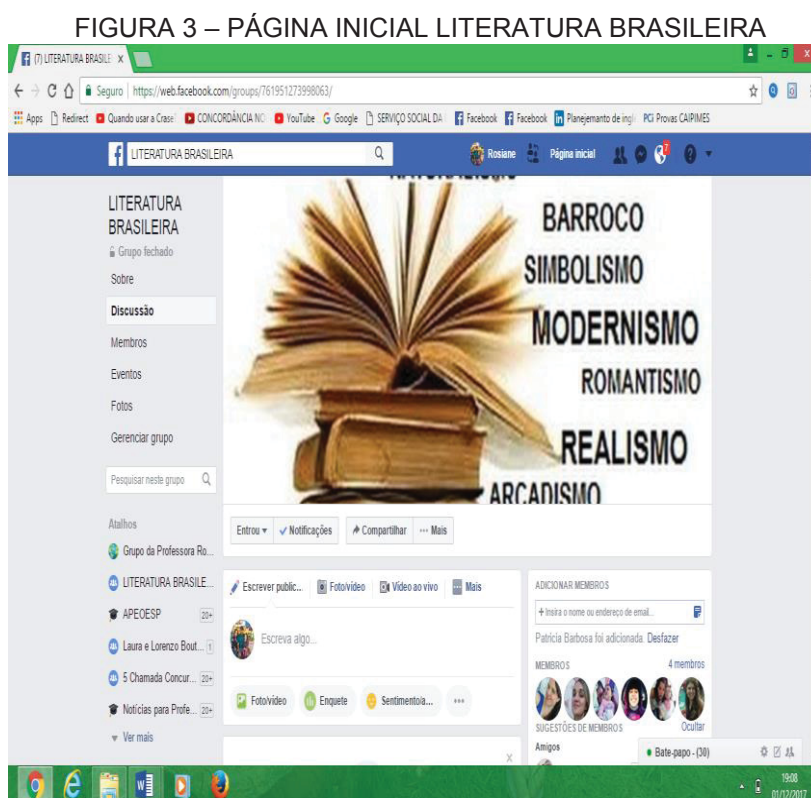 FIGURA 3 – PÁGINA INICIAL LITERATURA BRASILEIRA
(7) LITERATURA BRASILE x
Seguro | https://web.facebook.com/groups/761951273998063/
Apps Redirect Quando usar a Crase CONCORDÂNCIA NO YouTube Google SERVIÇO SOCIAL DA Facebook Facebook Planejemanto de ingl PCI Provas CAIPIMES
LITERATURA BRASILEIRA Rosiane Página inicial 7
LITERATURA
BRASILEIRA
Grupo fechado
Sobre
Discussão
Membros
Eventos
Fotos
Gerenciar grupo
Pesquisar neste grupo
Atalhos
Grupo da Professora Ro...
LITERATURA BRASILE...
APEOESP 20+
Laura e Lorenzo Bout... 1
5 Chamada Concur... 20+
Notícias para Profe... 20+
Ver mais
NATURALISMO
BARROCO
SIMBOLISMO
MODERNISMO
ROMANTISMO
REALISMO
ARCADISMO
Entrou Notificações Compartilhar ··· Mais
Escrever public... Foto/vídeo Vídeo ao vivo Mais
Escreva algo...
Foto/vídeo Enquete Sentimento/a... ...
ADICIONAR MEMBROS
+ Insira o nome ou endereço de email...
Patricia Barbosa foi adicionada. Desfazer
MEMBROS 4 membros
SUGESTÕES DE MEMBROS Ocultar
Amigos
Bate-papo - (30)
19:08
01/12/2017